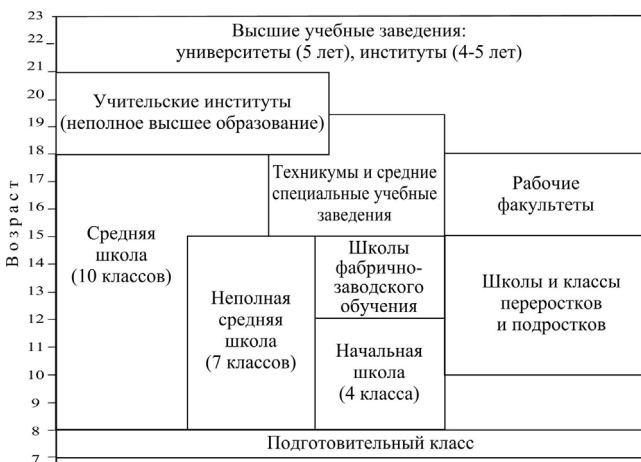 Возраст
23
22
21
20
19
18
17
16
15
14
13
12
11
10
9
8
7
Высшие учебные заведения:
университеты (5 лет), институты (4-5 лет)
Учительские институты
(неполное высшее образование)
Техникумы и средние
специальные учебные
заведения
Рабочие
факультеты
Средняя
школа
(10 классов)
Неполная
средняя
школа
(7 классов)
Школы
фабрично-
заводского
обучения
Начальная
школа
(4 класса)
Школы и классы
переростков
и подростков
Подготовительный класс